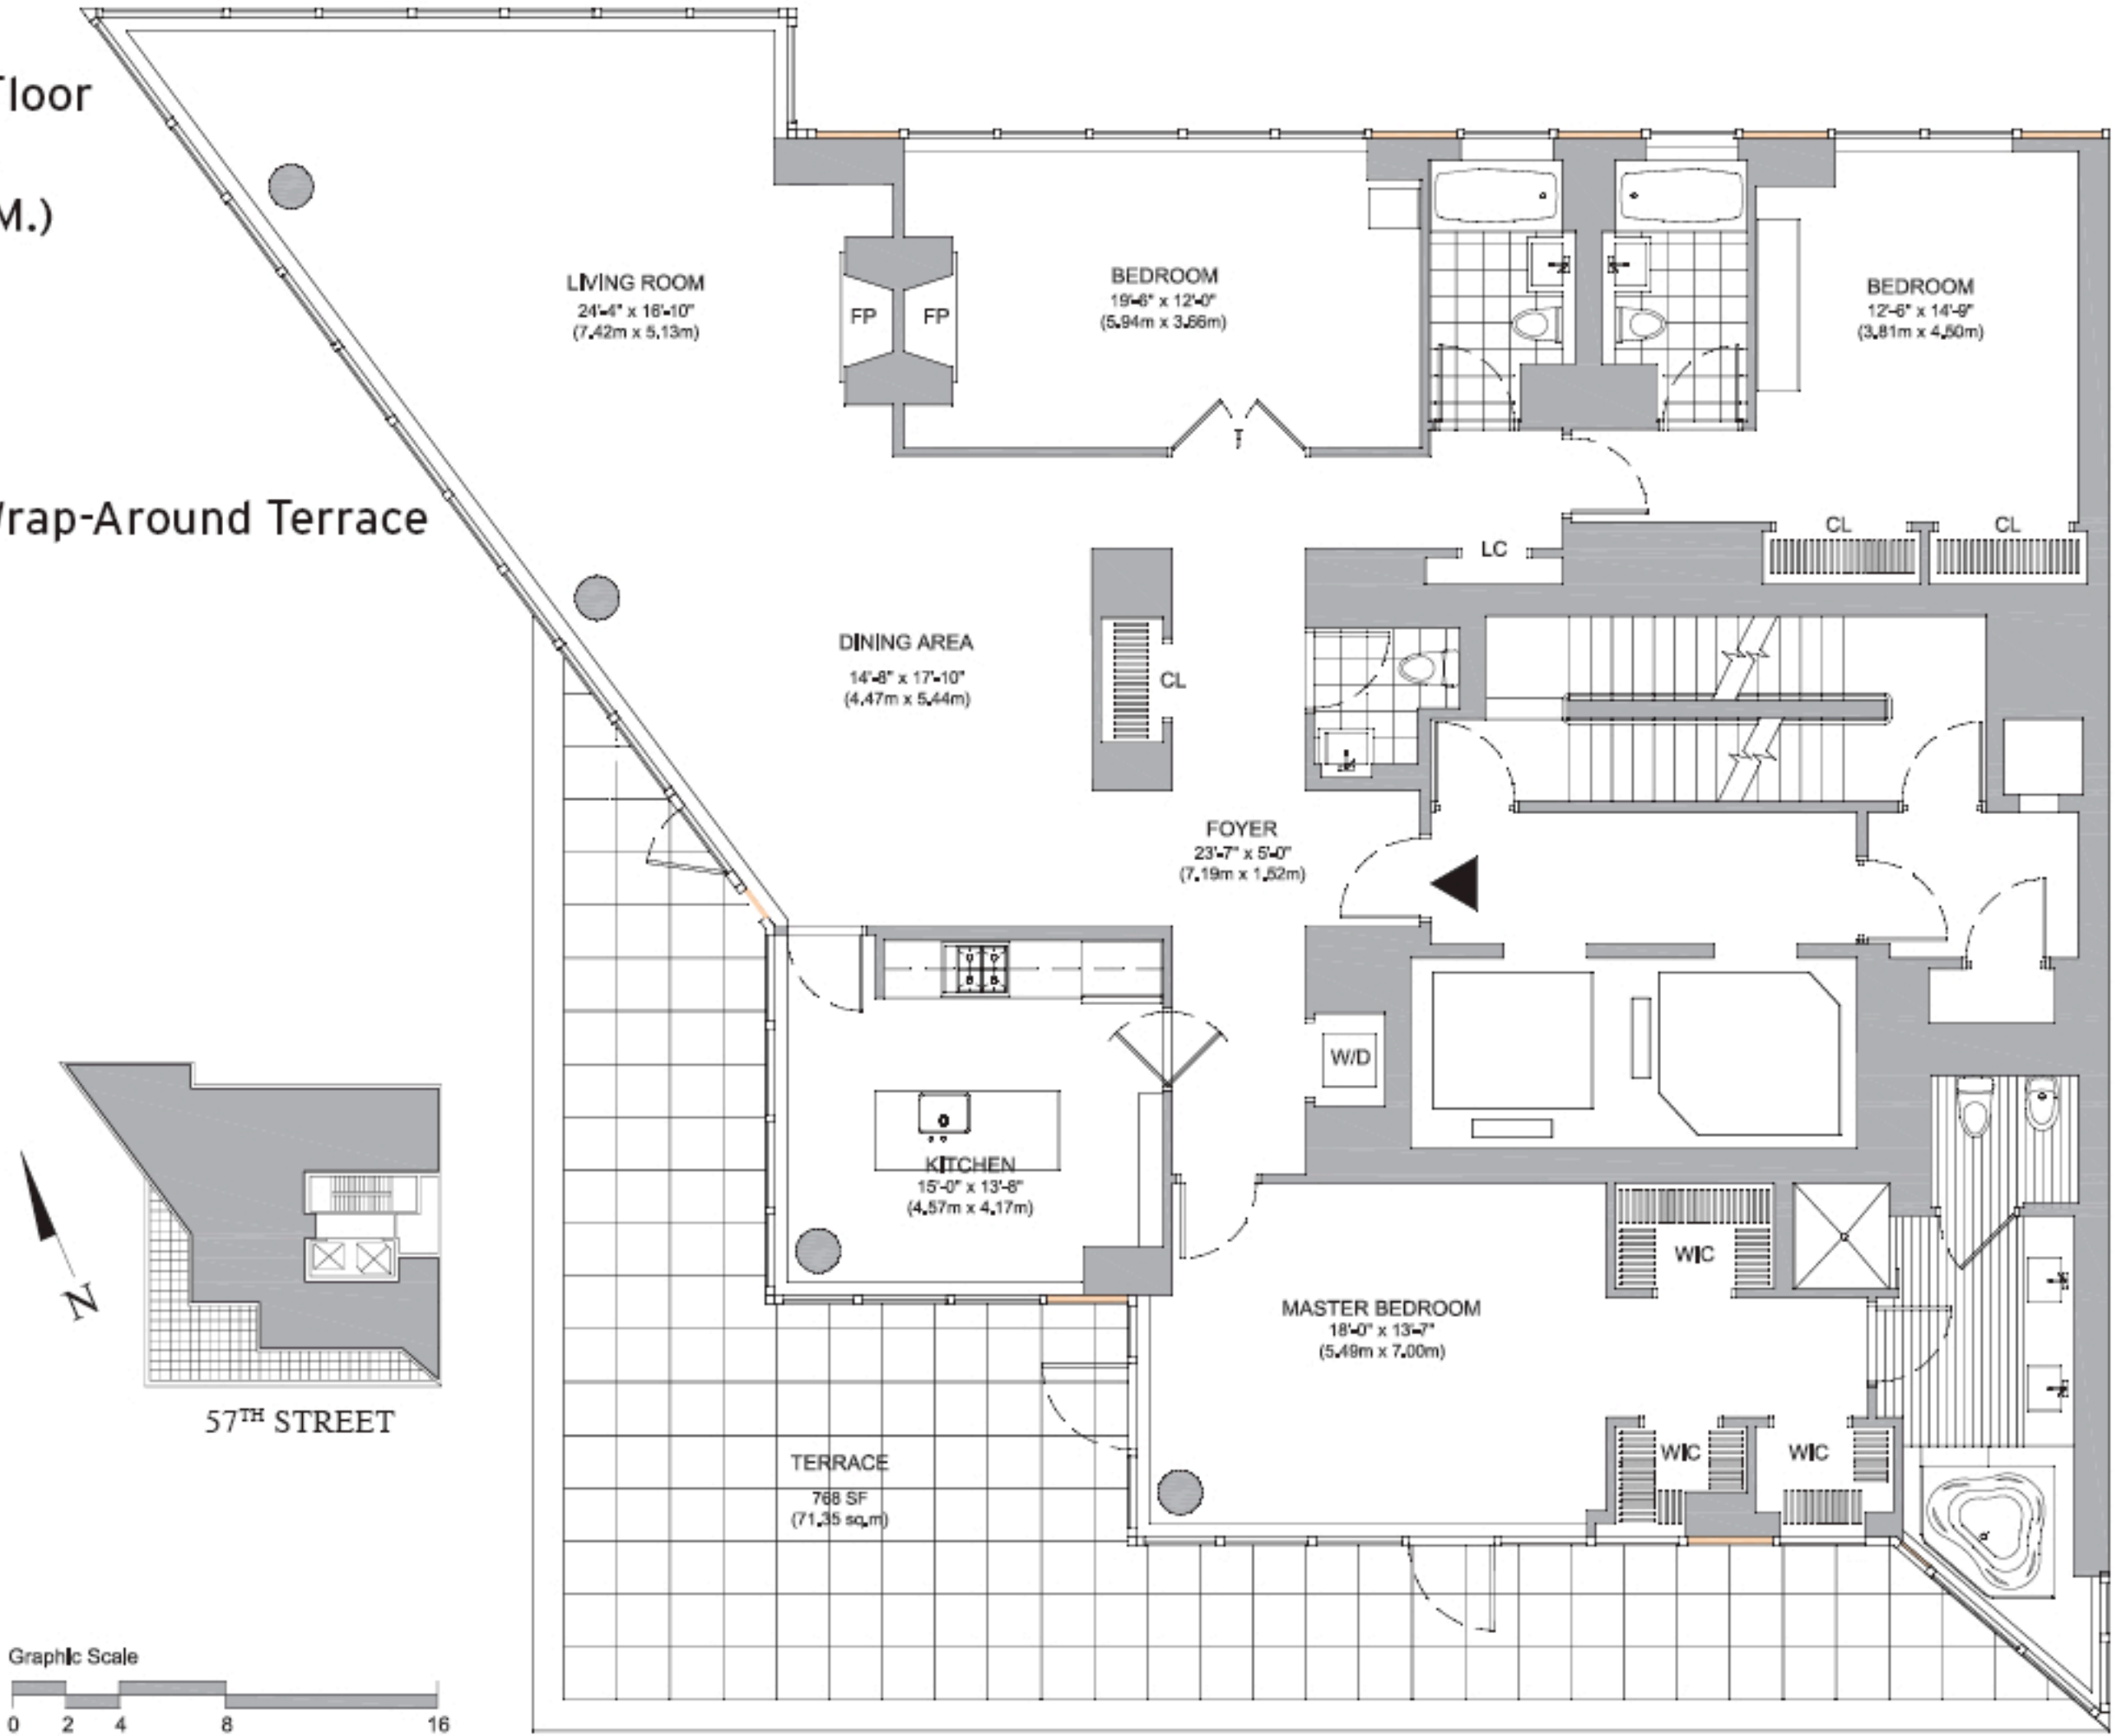 Floor
M.)
Wrap-Around Terrace
LIVING ROOM
24'-4" x 16'-10"
(7.42m x 5.13m)
FP
FP
BEDROOM
19'-6" x 12'-0"
(5.94m x 3.66m)
BEDROOM
12'-6" x 14'-9"
(3.81m x 4.50m)
CL
CL
LC
DINING AREA
14'-8" x 17'-10"
(4.47m x 5.44m)
CL
FOYER
23'-7" x 5'-0"
(7.19m x 1.52m)
W/D
KITCHEN
15'-0" x 13'-8"
(4.57m x 4.17m)
WIC
MASTER BEDROOM
18'-0" x 13'-7"
(5.49m x 7.00m)
WIC
WIC
TERRACE
768 SF
(71.35 sq.m)
N
57TH STREET
Graphic Scale
0 2 4 8 16